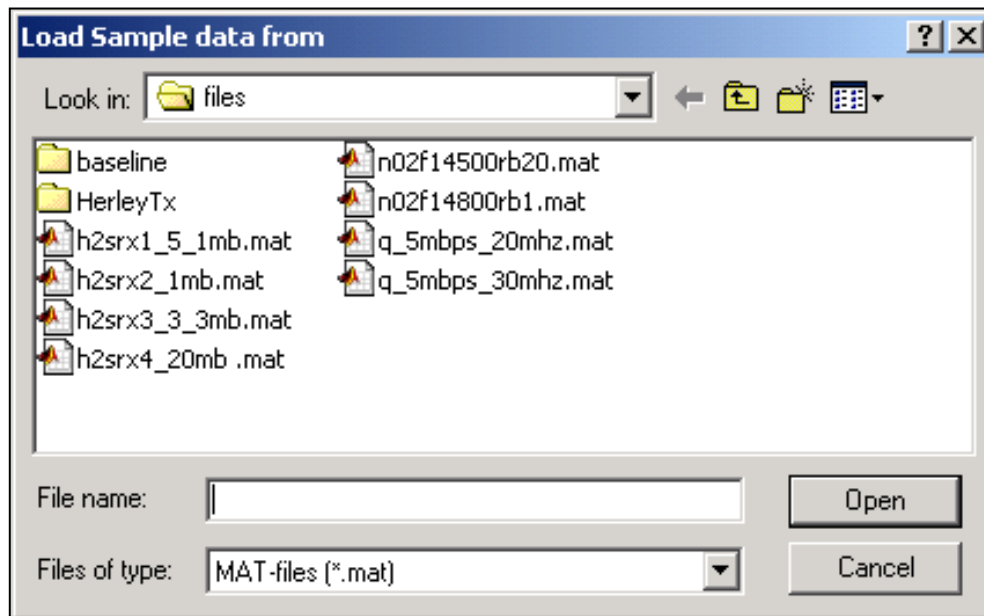 Load Sample data from
Look in: files
baseline
HerleyTx
h2srx1_5_1mb.mat
h2srx2_1mb.mat
h2srx3_3_3mb.mat
h2srx4_20mb .mat
n02f14500rb20.mat
n02f14800rb1.mat
q_5mbps_20mhz.mat
q_5mbps_30mhz.mat
File name:
Open
Files of type: MAT-files (*.mat)
Cancel